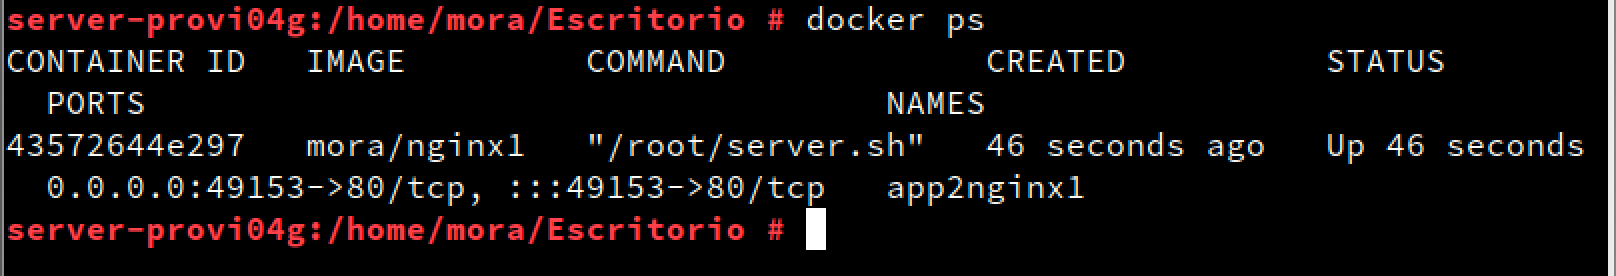 server-provi04g:/home/mora/Escritorio # docker ps
CONTAINER ID   IMAGE         COMMAND             CREATED          STATUS
  PORTS                                     NAMES
43572644e297   mora/nginx1   "/root/server.sh"   46 seconds ago   Up 46 seconds
  0.0.0.0:49153->80/tcp, :::49153->80/tcp   app2nginx1
server-provi04g:/home/mora/Escritorio #